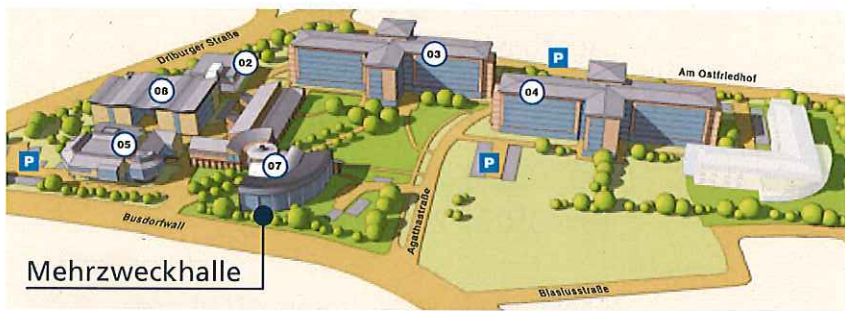 Driburger Straße
02
03
P
Am Ostfriedhof
08
04
05
P
07
P
Busdorfwall
Agathastraße
Mehrzweckhalle
Blasiusstraße